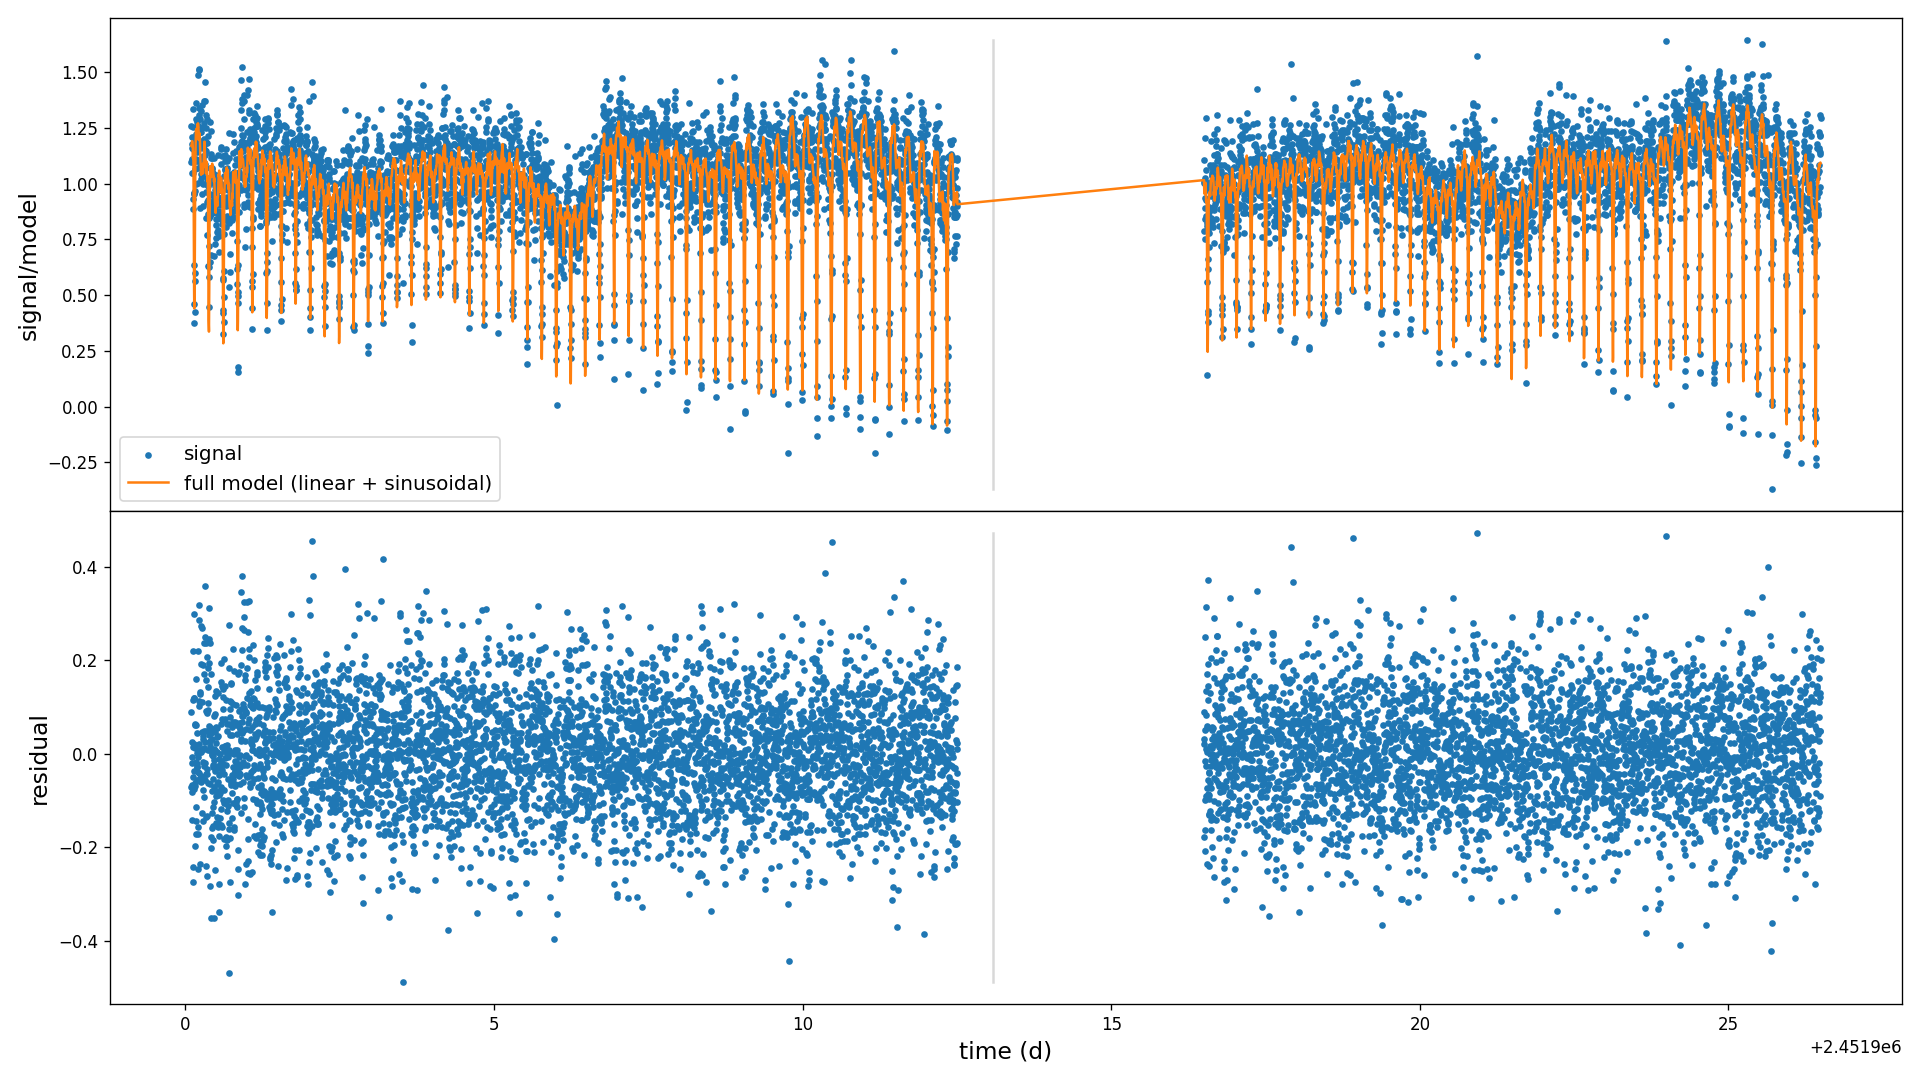 signal/model
1.50
1.25
1.00
0.75
0.50
0.25
0.00
−0.25
signal
full model (linear + sinusoidal)
residual
0.4
0.2
0.0
−0.2
−0.4
0 5 10 15 20 25
time (d)
+2.4519e6